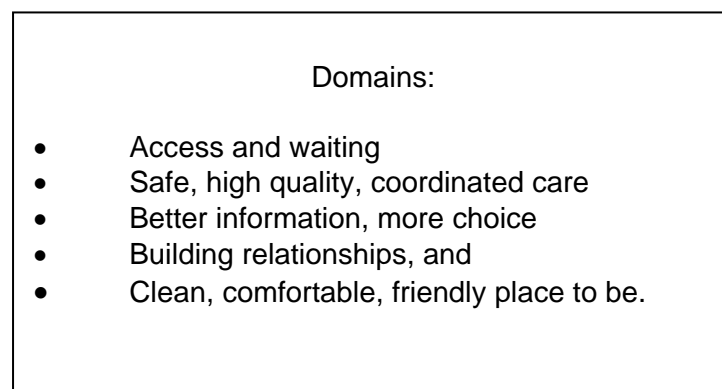 Domains:
• Access and waiting
• Safe, high quality, coordinated care
• Better information, more choice
• Building relationships, and
• Clean, comfortable, friendly place to be.